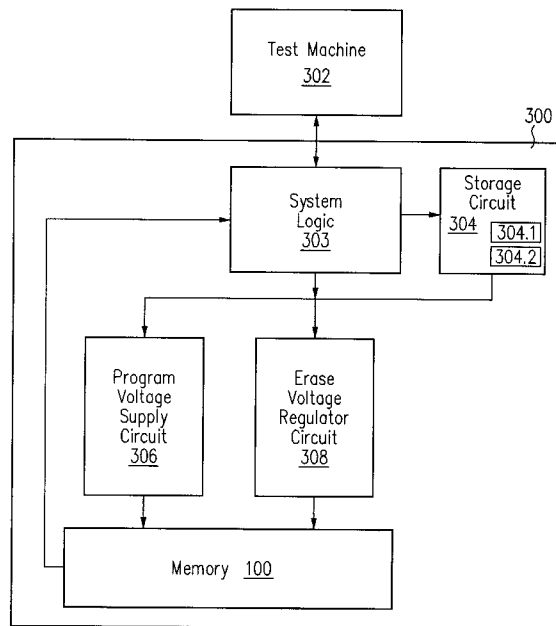 Test Machine
302
300
System
Logic
303
Storage
Circuit
304
304.1
304.2
Program
Voltage
Supply
Circuit
306
Erase
Voltage
Regulator
Circuit
308
Memory 100